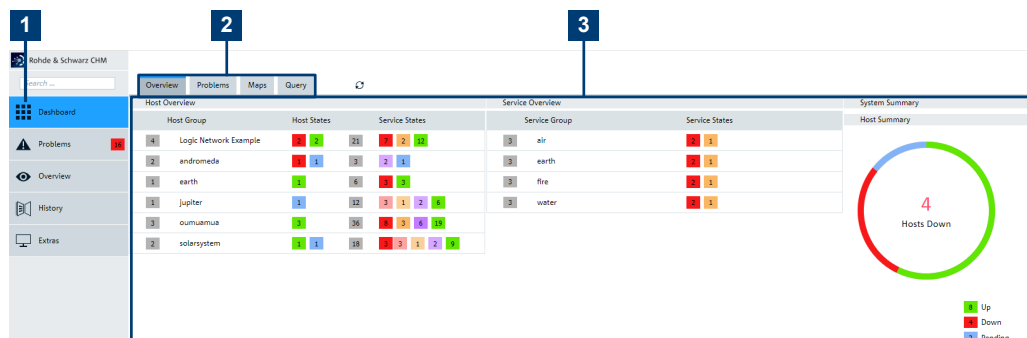 1 2 3
Rohde & Schwarz CHM
Search ...
Overview Problems Maps Query
Dashboard
Problems 16
Overview
History
Extras
Host Overview Service Overview System Summary
Host Group Host States Service States Service Group Service States Host Summary
4 Logic Network Example 2 2 21 7 2 12 3 air 2 1
2 andromeda 1 1 3 2 1 3 earth 2 1
1 earth 1 6 3 3 3 fire 2 1
1 jupiter 1 12 3 1 2 6 3 water 2 1
3 oumuamua 3 36 8 3 6 19
2 solarsystem 1 1 18 3 3 1 2 9
4
Hosts Down
8 Up
4 Down
2 Pending